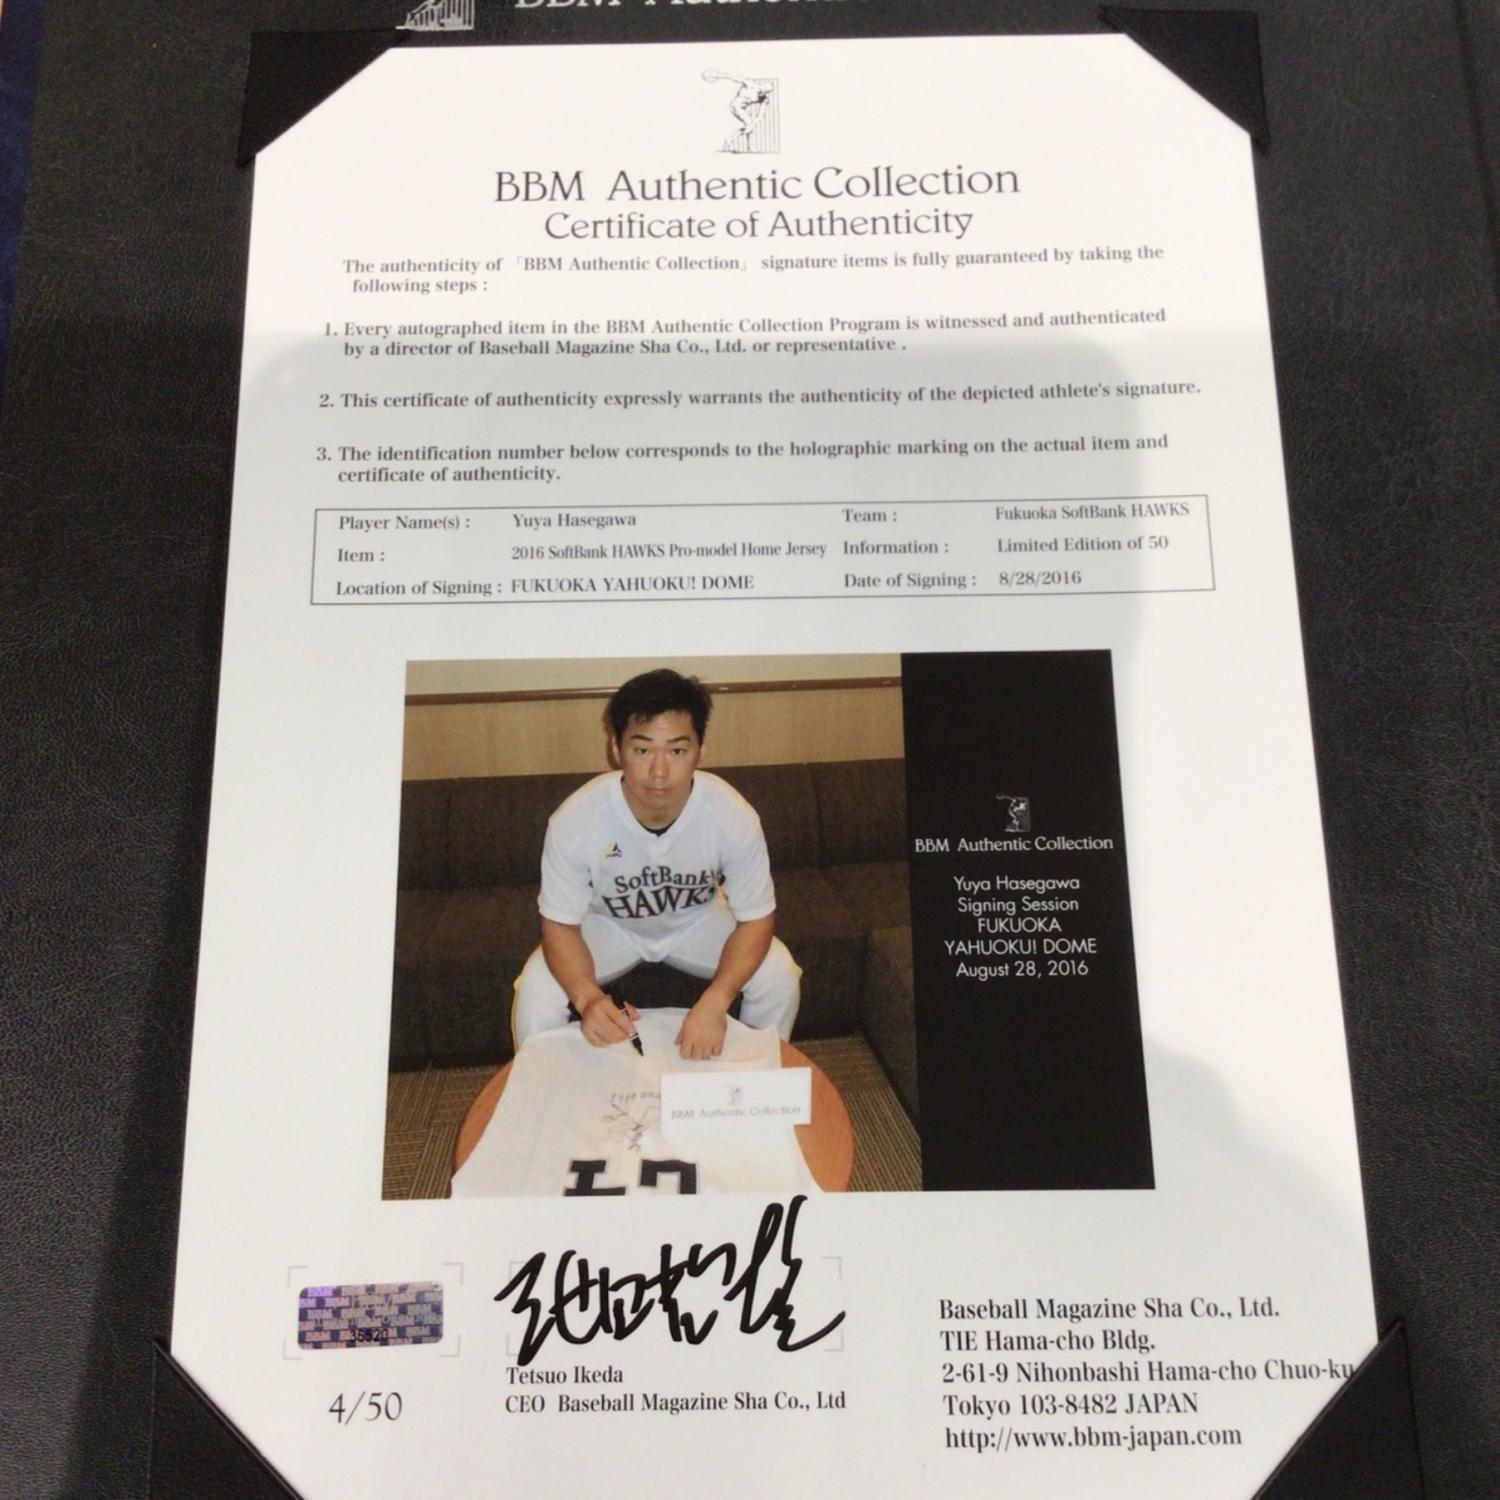 BBM Authentic Collection
Certificate of Authenticity
The authenticity of 「BBM Authentic Collection」 signature items is fully guaranteed by taking the
following steps :
1. Every autographed item in the BBM Authentic Collection Program is witnessed and authenticated
by a director of Baseball Magazine Sha Co., Ltd. or representative .
2. This certificate of authenticity expressly warrants the authenticity of the depicted athlete's signature.
3. The identification number below corresponds to the holographic marking on the actual item and
certificate of authenticity.
Player Name(s) : Yuya Hasegawa Team : Fukuoka SoftBank HAWKS
Item : 2016 SoftBank HAWKS Pro-model Home Jersey Information : Limited Edition of 50
Location of Signing : FUKUOKA YAHUOKU! DOME Date of Signing : 8/28/2016
SoftBank
HAWKS
BBM Authentic Collection
BBM Authentic Collection
Yuya Hasegawa
Signing Session
FUKUOKA
YAHUOKU! DOME
August 28, 2016
35520
4/50
Tetsuo Ikeda
CEO Baseball Magazine Sha Co., Ltd
Baseball Magazine Sha Co., Ltd.
TIE Hama-cho Bldg.
2-61-9 Nihonbashi Hama-cho Chuo-ku
Tokyo 103-8482 JAPAN
http://www.bbm-japan.com